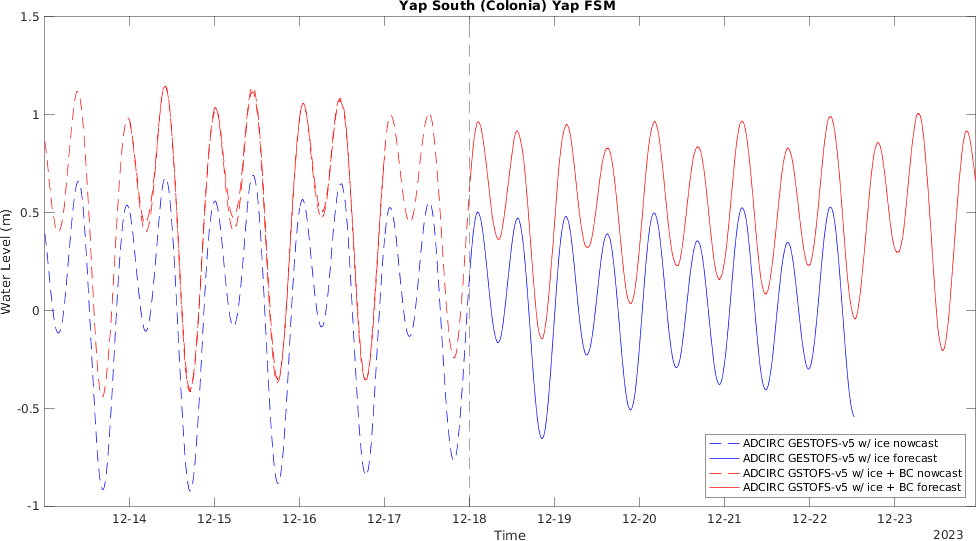 Yap South (Colonia) Yap FSM
1.5
1
0.5
0
-0.5
-1
Water Level (m)
12-14
12-15
12-16
12-17
12-18
12-19
12-20
12-21
12-22
12-23
Time
2023
ADCIRC GESTOFS-v5 w/ ice nowcast
ADCIRC GESTOFS-v5 w/ ice forecast
ADCIRC GSTOFS-v5 w/ ice + BC nowcast
ADCIRC GSTOFS-v5 w/ ice + BC forecast